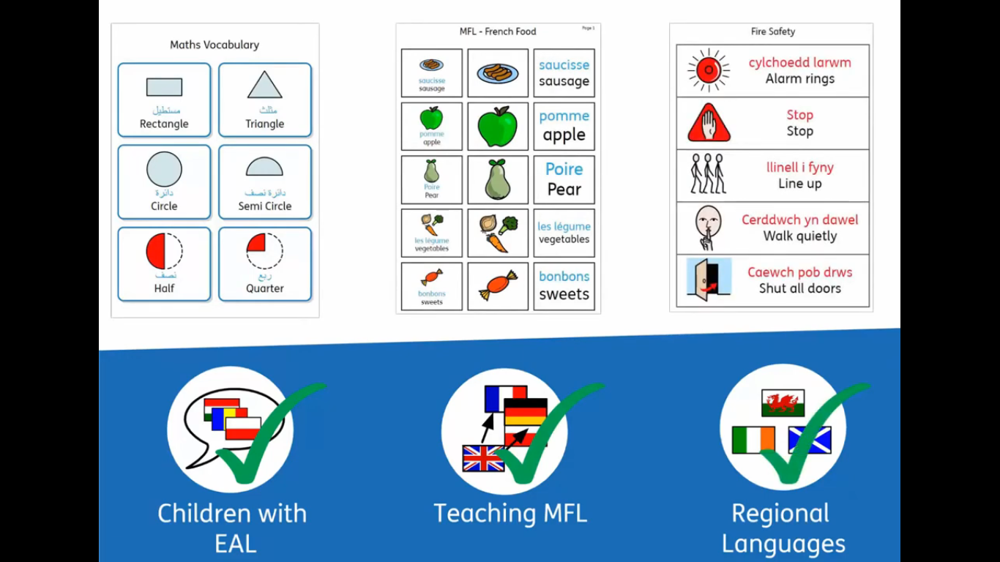 Maths Vocabulary
مستطيل
Rectangle
مثلث
Triangle
دائرة
Circle
دائرة نصف
Semi Circle
نصف
Half
ربع
Quarter
MFL - French Food
Page 1
saucisse
sausage
saucisse
sausage
pomme
apple
pomme
apple
Poire
Pear
Poire
Pear
les légume
vegetables
les légume
vegetables
bonbons
sweets
bonbons
sweets
Fire Safety
cylchoedd larwm
Alarm rings
Stop
Stop
llinell i fyny
Line up
Cerddwch yn dawel
Walk quietly
Caewch pob drws
Shut all doors
Children with
EAL
Teaching MFL
Regional
Languages